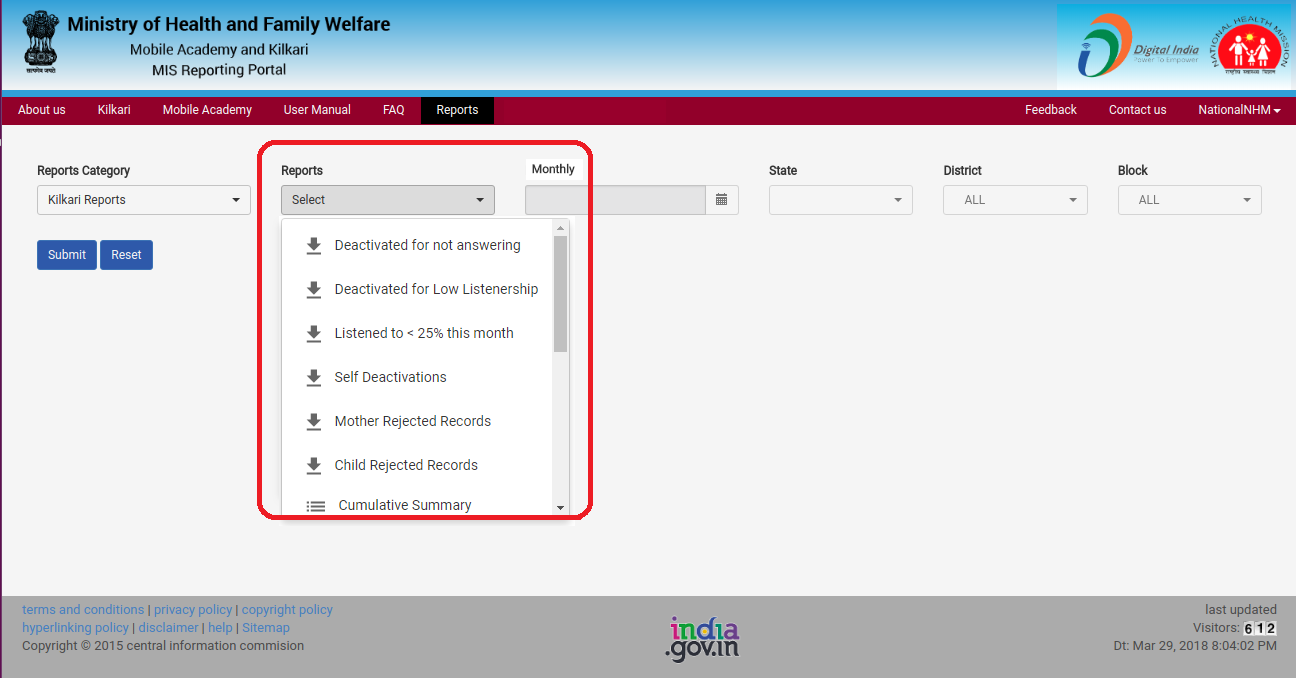 Ministry of Health and Family Welfare
Mobile Academy and Kilkari
MIS Reporting Portal
सत्यमेव जयते
Digital India
Power To Empower
NATIONAL HEALTH MISSION
राष्ट्रीय स्वास्थ्य मिशन
About us Kilkari Mobile Academy User Manual FAQ Reports Feedback Contact us NationalNHM
Reports Category Reports Monthly State District Block
Kilkari Reports Select ALL ALL
Submit Reset
Deactivated for not answering
Deactivated for Low Listenership
Listened to < 25% this month
Self Deactivations
Mother Rejected Records
Child Rejected Records
Cumulative Summary
terms and conditions | privacy policy | copyright policy
hyperlinking policy | disclaimer | help | Sitemap
Copyright © 2015 central information commision
india
.gov.in
last updated
Visitors: 612
Dt: Mar 29, 2018 8:04:02 PM